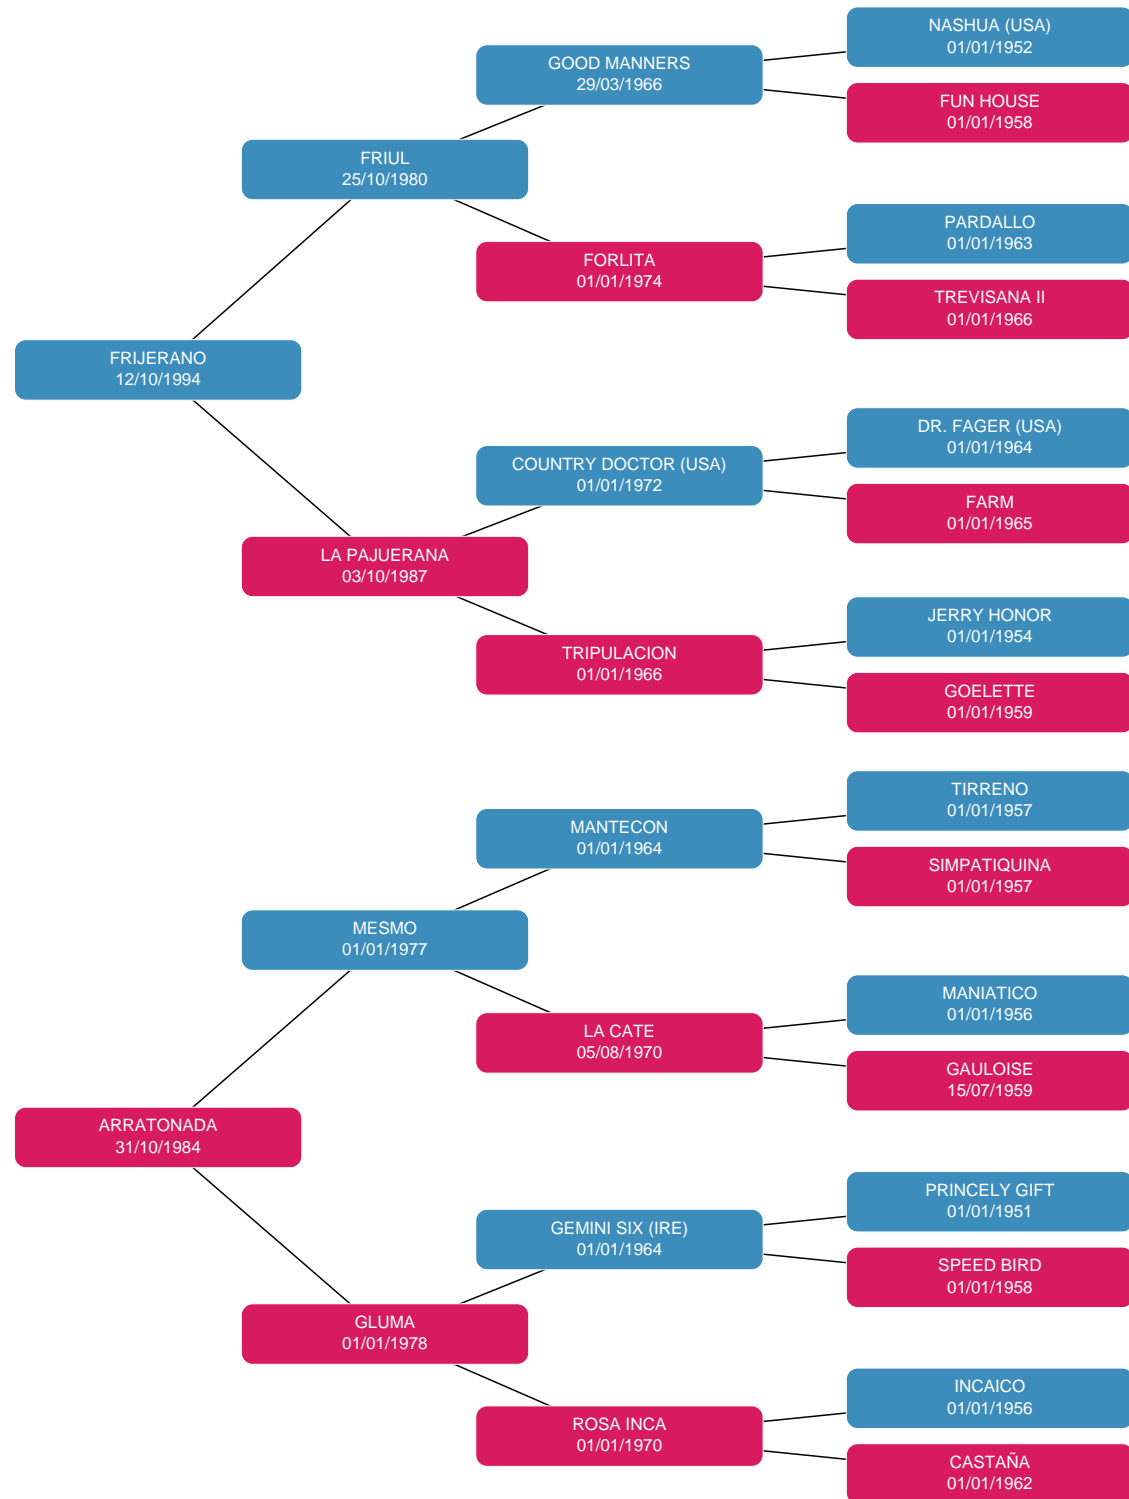 NASHUA (USA)
01/01/1952
GOOD MANNERS
29/03/1966
FUN HOUSE
01/01/1958
FRIUL
25/10/1980
PARDALLO
01/01/1963
FORLITA
01/01/1974
TREVISANA II
01/01/1966
FRIJERANO
12/10/1994
DR. FAGER (USA)
01/01/1964
COUNTRY DOCTOR (USA)
01/01/1972
FARM
01/01/1965
LA PAJUERANA
03/10/1987
JERRY HONOR
01/01/1954
TRIPULACION
01/01/1966
GOELETTE
01/01/1959
TIRRENO
01/01/1957
MANTECON
01/01/1964
SIMPATIQUINA
01/01/1957
MESMO
01/01/1977
MANIATICO
01/01/1956
LA CATE
05/08/1970
GAULOISE
15/07/1959
ARRATONADA
31/10/1984
PRINCELY GIFT
01/01/1951
GEMINI SIX (IRE)
01/01/1964
SPEED BIRD
01/01/1958
GLUMA
01/01/1978
INCAICO
01/01/1956
ROSA INCA
01/01/1970
CASTAÑA
01/01/1962